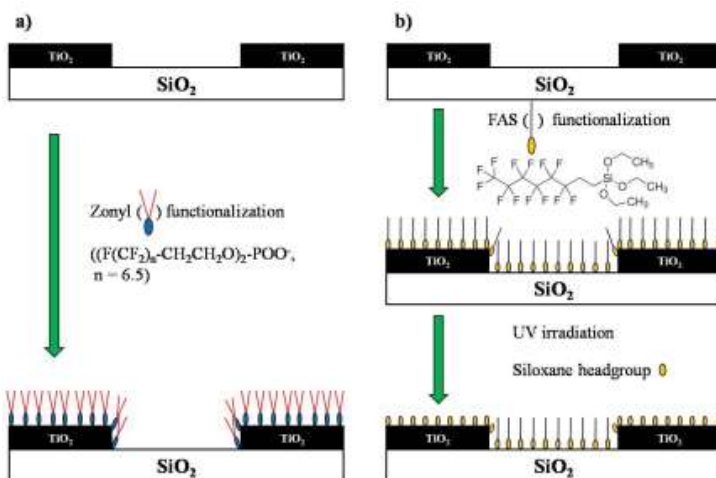 a)
TiO₂ TiO₂
SiO₂
Zonyl ( ) functionalization
((F(CF₂)ₙ-CH₂CH₂O)₂-POO⁻,
n = 6.5)
TiO₂ TiO₂
SiO₂
b)
TiO₂ TiO₂
SiO₂
FAS ( ) functionalization
F F F F F F
F O CH₃
Si
F O CH₃
F F F F F F O CH₃
TiO₂ TiO₂
SiO₂
UV irradiation
Siloxane headgroup
TiO₂ TiO₂
SiO₂